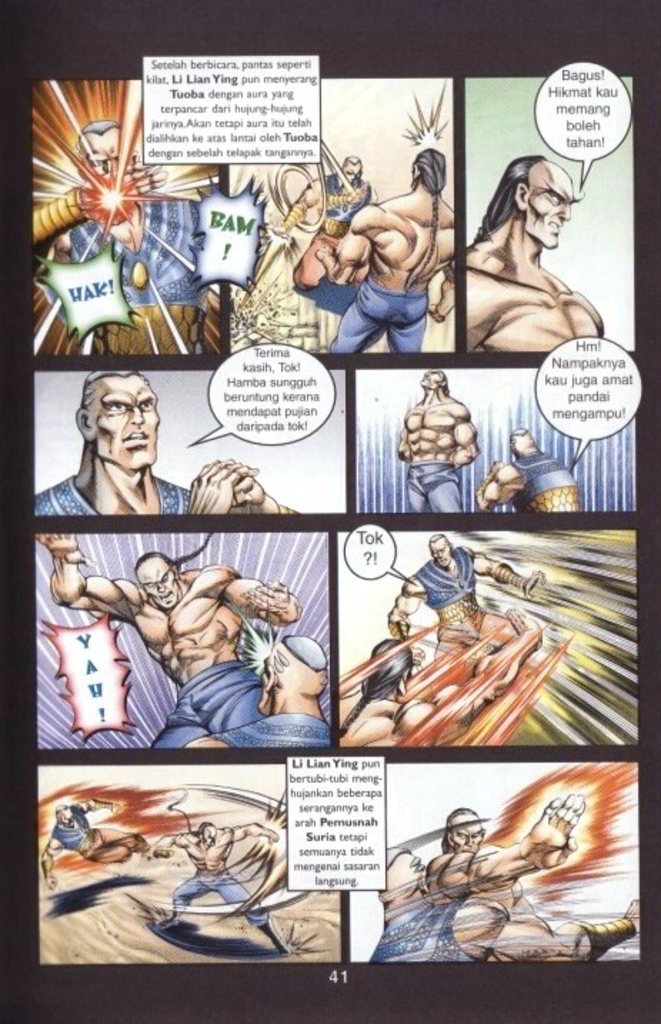 Setelah berbicara, pantas seperti
kilat, Li Lian Ying pun menyerang
Tuoba dengan aura yang
terpancar dari hujung-hujung
jarinya.Akan tetapi aura itu telah
dialihkan ke atas lantai oleh Tuoba
dengan sebelah telapak tangannya.
HAK!
BAM
!
Bagus!
Hikmat kau
memang
boleh
tahan!
Terima
kasih, Tok!
Hamba sungguh
beruntung kerana
mendapat pujian
daripada tok!
Hm!
Nampaknya
kau juga amat
pandai
mengampu!
YAH!
Tok
?!
Li Lian Ying pun
bertubi-tubi meng-
hujankan beberapa
serangannya ke
arah Pemusnah
Suria tetapi
semuanya tidak
mengenai sasaran
langsung.
41